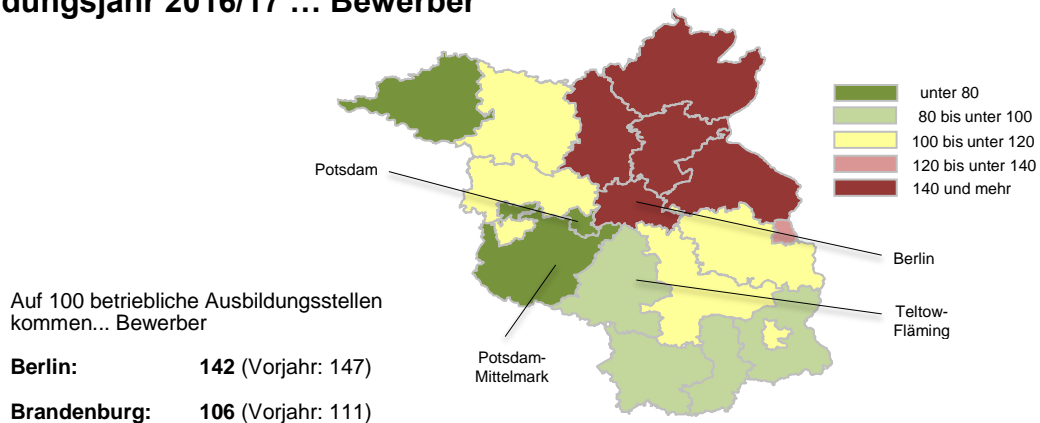 dungsjahr 2016/17 … Bewerber
unter 80
80 bis unter 100
100 bis unter 120
120 bis unter 140
140 und mehr
Potsdam
Berlin
Teltow-
Fläming
Potsdam-
Mittelmark
Auf 100 betriebliche Ausbildungsstellen
kommen... Bewerber
Berlin: 142 (Vorjahr: 147)
Brandenburg: 106 (Vorjahr: 111)